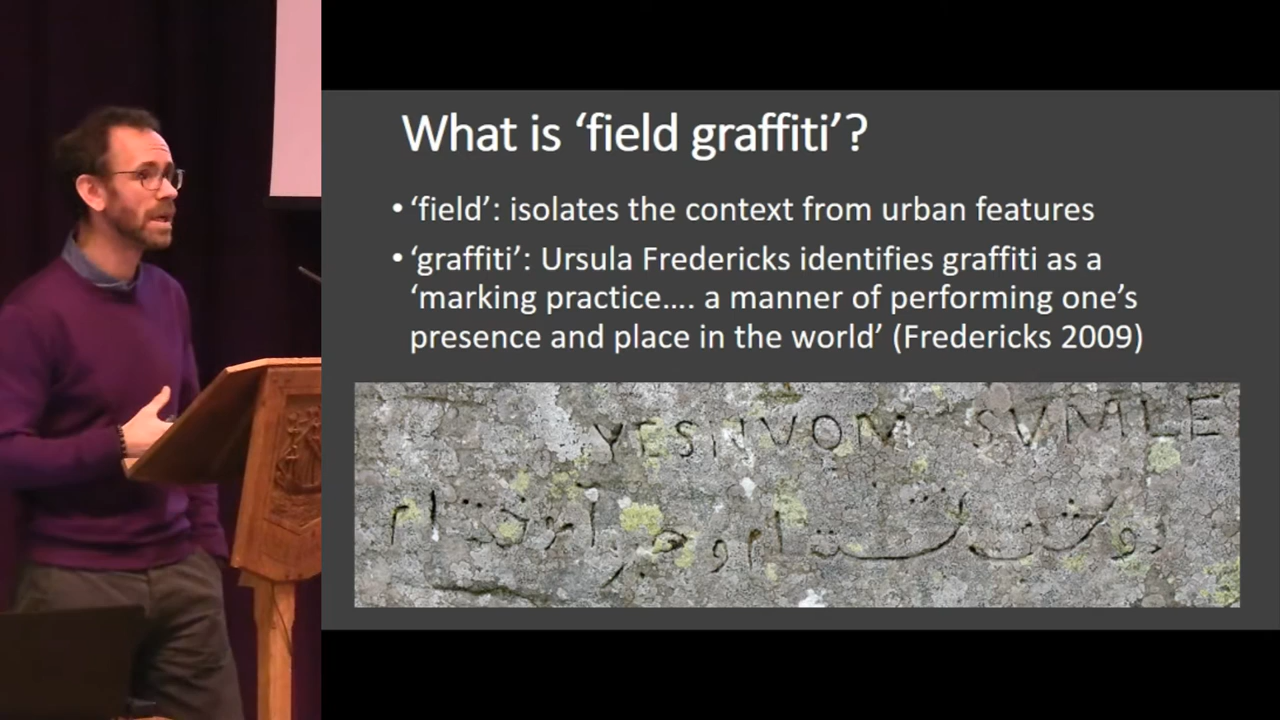 What is ‘field graffiti’?
• ‘field’: isolates the context from urban features
• ‘graffiti’: Ursula Fredericks identifies graffiti as a
‘marking practice…. a manner of performing one’s
presence and place in the world’ (Fredericks 2009)
YESNVOM SVMLE